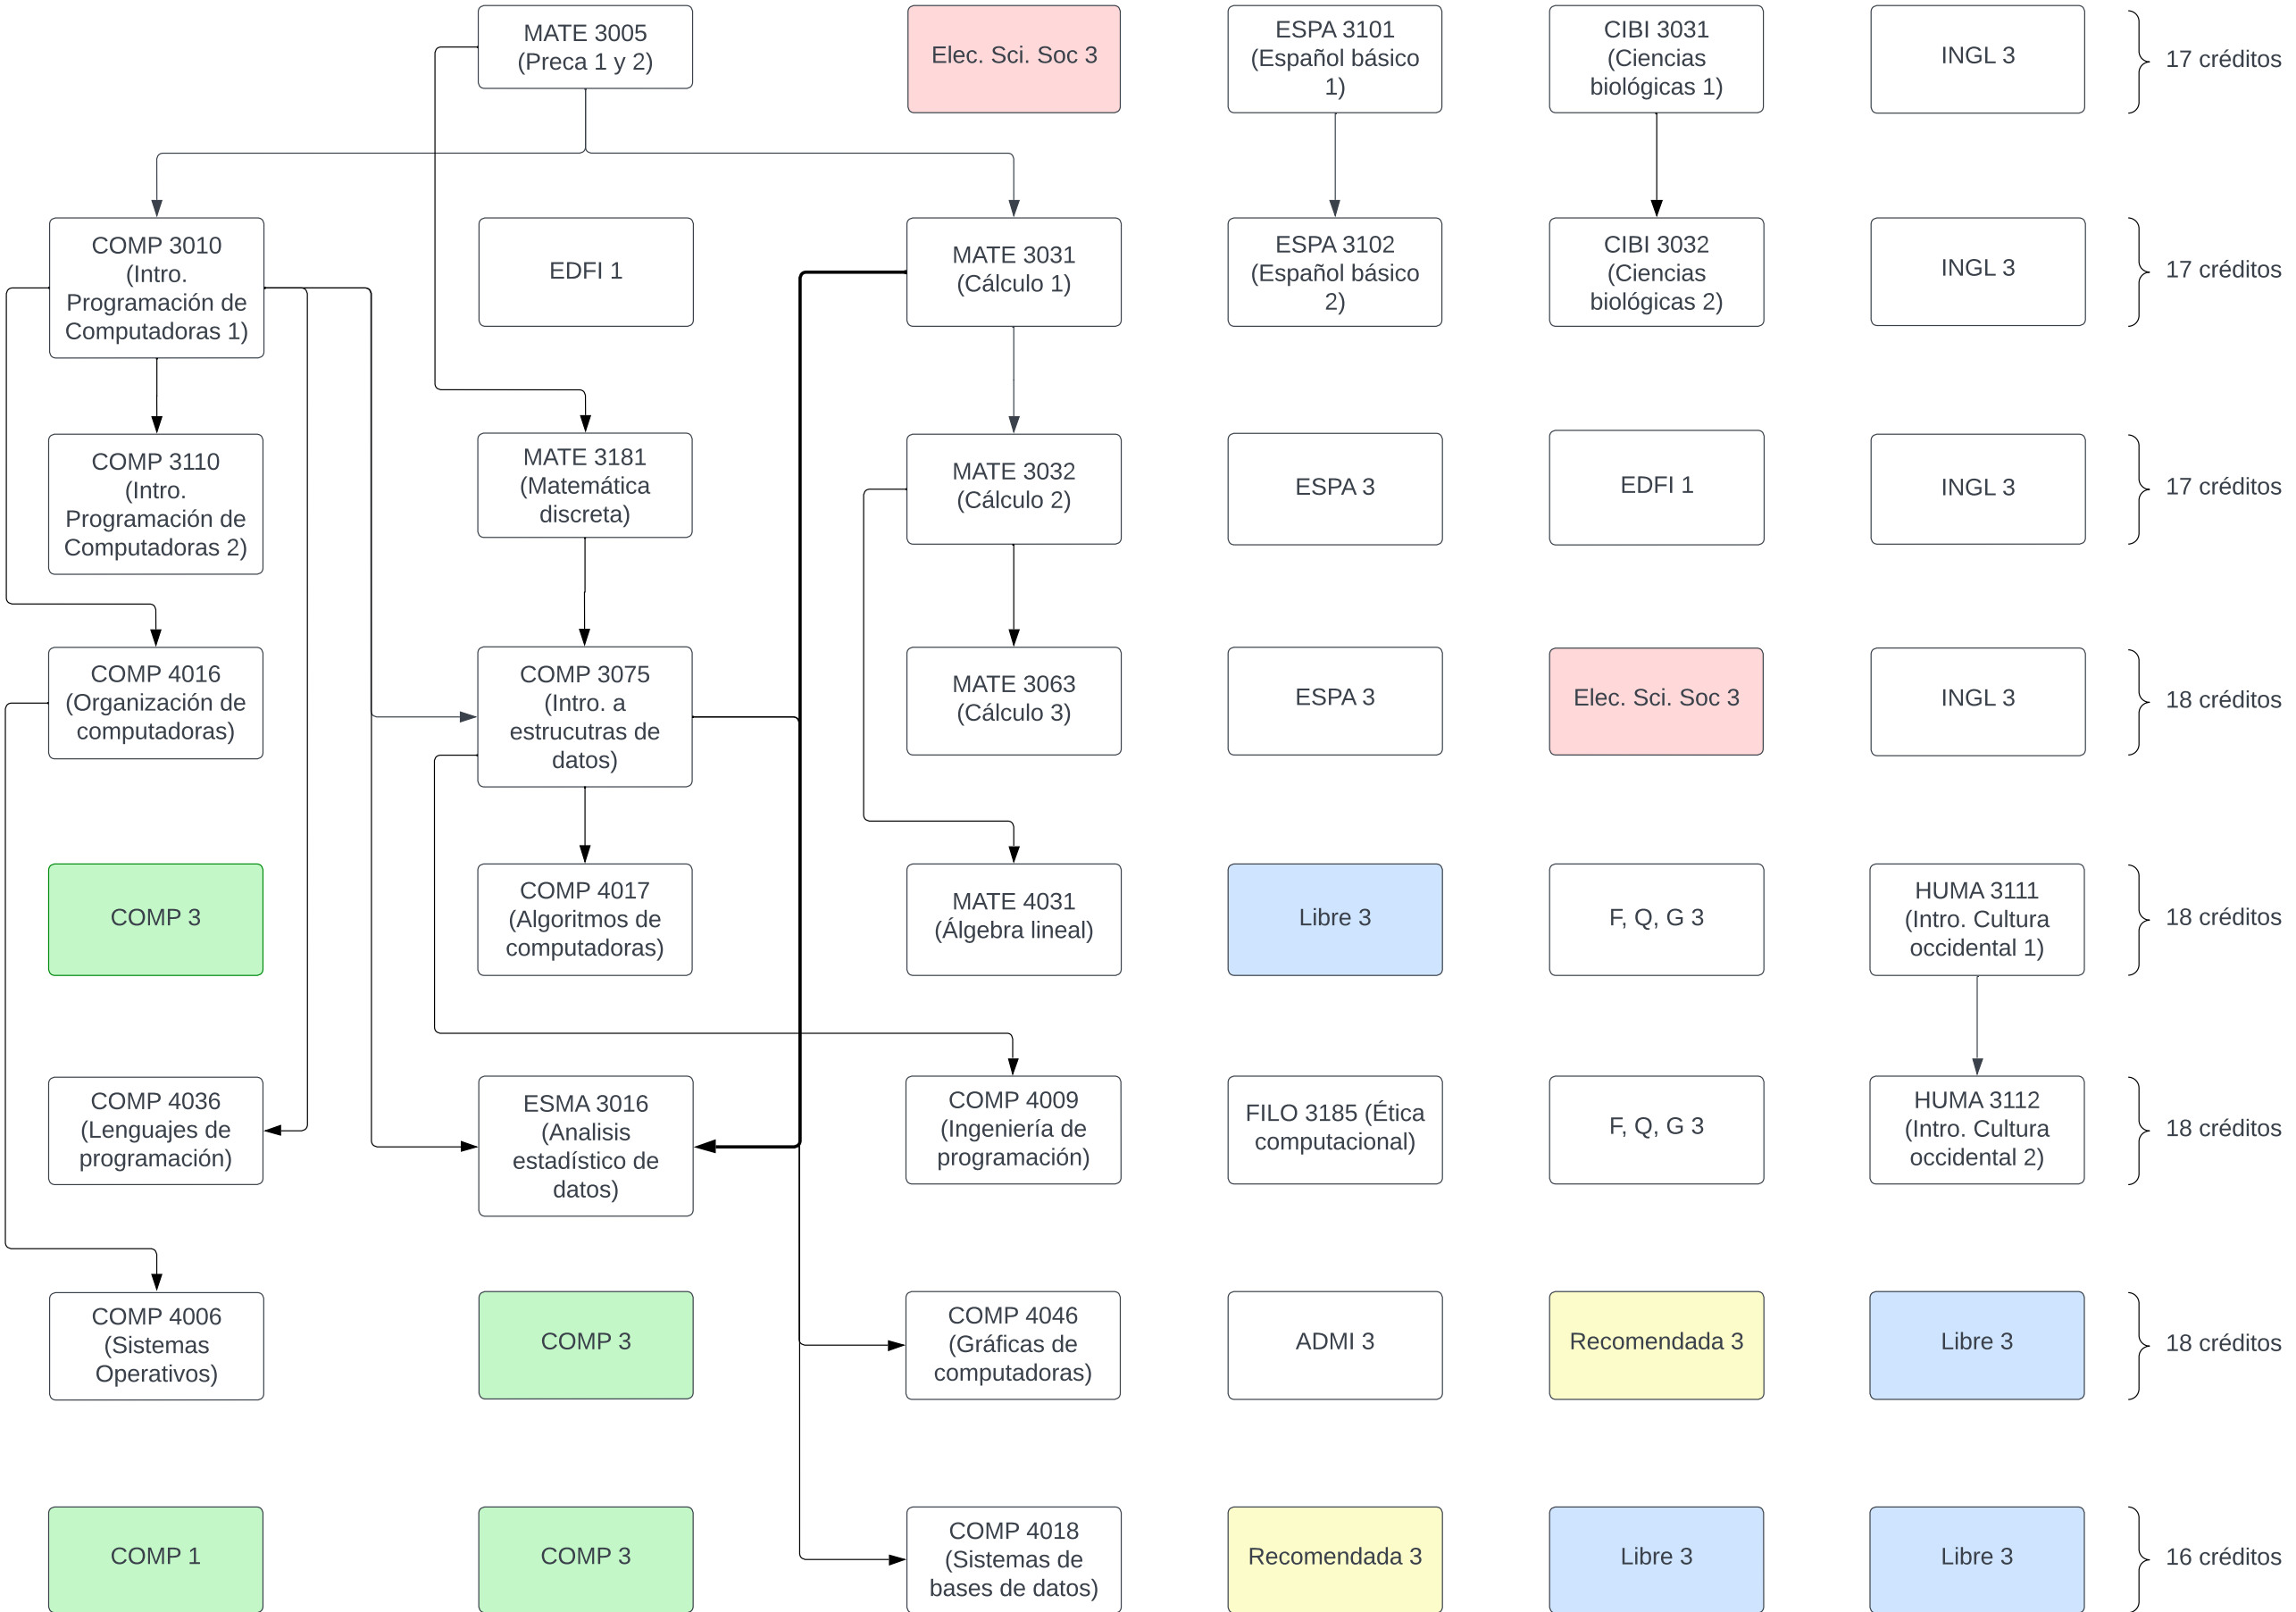 MATE 3005
(Preca 1 y 2)
Elec. Sci. Soc 3
ESPA 3101
(Español básico
1)
CIBI 3031
(Ciencias
biológicas 1)
INGL 3
17 créditos
COMP 3010
(Intro.
Programación de
Computadoras 1)
EDFI 1
MATE 3031
(Cálculo 1)
ESPA 3102
(Español básico
2)
CIBI 3032
(Ciencias
biológicas 2)
INGL 3
17 créditos
COMP 3110
(Intro.
Programación de
Computadoras 2)
MATE 3181
(Matemática
discreta)
MATE 3032
(Cálculo 2)
ESPA 3
EDFI 1
INGL 3
17 créditos
COMP 4016
(Organización de
computadoras)
COMP 3075
(Intro. a
estrucutras de
datos)
MATE 3063
(Cálculo 3)
ESPA 3
Elec. Sci. Soc 3
INGL 3
18 créditos
COMP 3
COMP 4017
(Algoritmos de
computadoras)
MATE 4031
(Álgebra lineal)
Libre 3
F, Q, G 3
HUMA 3111
(Intro. Cultura
occidental 1)
18 créditos
COMP 4036
(Lenguajes de
programación)
ESMA 3016
(Analisis
estadístico de
datos)
COMP 4009
(Ingeniería de
programación)
FILO 3185 (Ética
computacional)
F, Q, G 3
HUMA 3112
(Intro. Cultura
occidental 2)
18 créditos
COMP 4006
(Sistemas
Operativos)
COMP 3
COMP 4046
(Gráficas de
computadoras)
ADMI 3
Recomendada 3
Libre 3
18 créditos
COMP 1
COMP 3
COMP 4018
(Sistemas de
bases de datos)
Recomendada 3
Libre 3
Libre 3
16 créditos